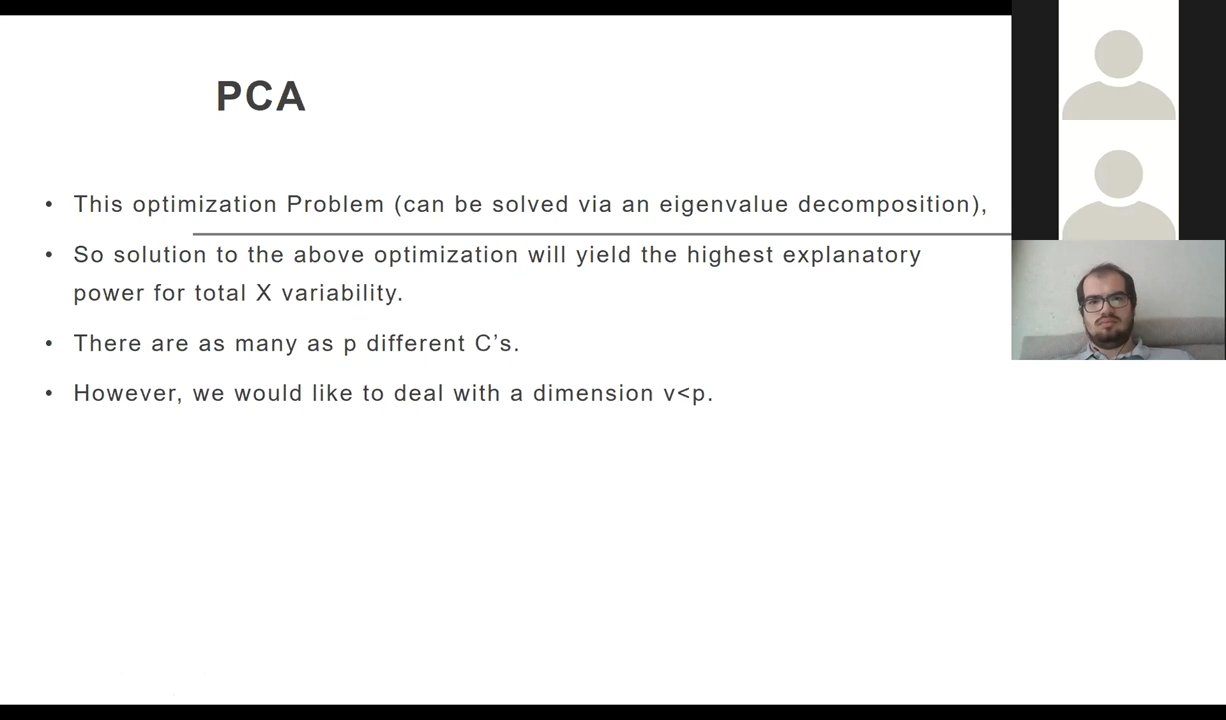 PCA
• This optimization Problem (can be solved via an eigenvalue decomposition),
• So solution to the above optimization will yield the highest explanatory
power for total X variability.
• There are as many as p different C’s.
• However, we would like to deal with a dimension v<p.